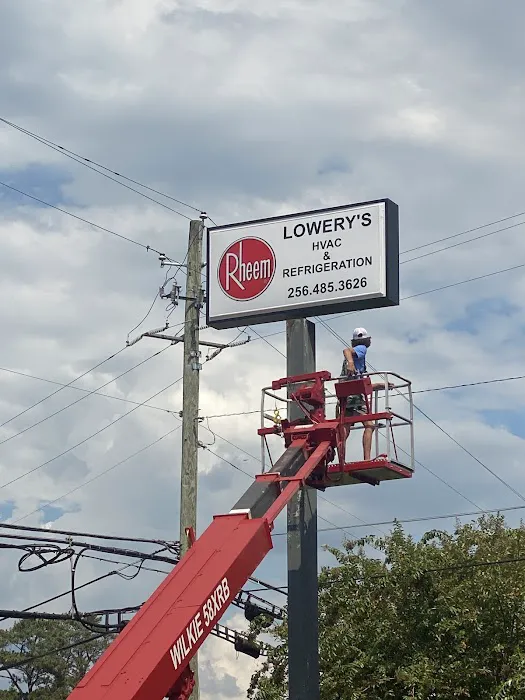 LOWERY'S
HVAC
&
REFRIGERATION
256.485.3626
Rheem
WILKIE 58XRB